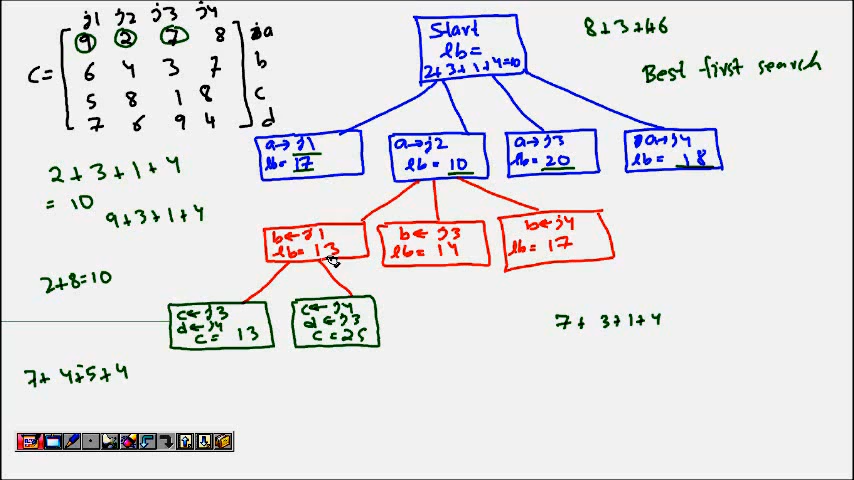 j1 j2 j3 j4
9 2 7 8 a
C = 6 4 3 7 b
5 8 1 8 c
7 6 9 4 d
2 + 3 + 1 + 4
= 10
9 + 3 + 1 + 4
2 + 8 = 10
7 + 4 + 5 + 4
Start
lb =
2 + 3 + 1 + 4 = 10
8 + 3 + 4 6
Best first search
a → j1
lb = 17
a → j2
lb = 10
a → j3
lb = 20
a → j4
lb = 18
b ← j1
lb = 13
b ← j3
lb = 14
b ← j4
lb = 17
c ← j3
d ← j4
c = 13
c ← j4
d ← j3
c = 25
7 + 3 + 1 + 4